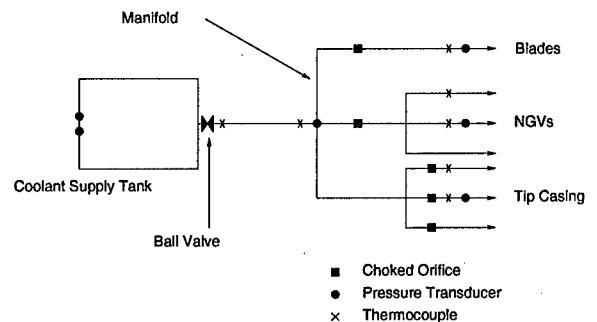 Manifold
Blades
NGVs
Coolant Supply Tank
Tip Casing
Ball Valve
Choked Orifice
Pressure Transducer
Thermocouple